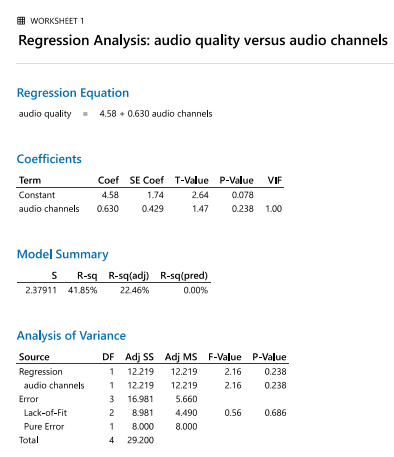 WORKSHEET 1
Regression Analysis: audio quality versus audio channels
Regression Equation
audio quality = 4.58 + 0.630 audio channels
Coefficients
Term Coef SE Coef T-Value P-Value VIF
Constant 4.58 1.74 2.64 0.078
audio channels 0.630 0.429 1.47 0.238 1.00
Model Summary
S R-sq R-sq(adj) R-sq(pred)
2.37911 41.85% 22.46% 0.00%
Analysis of Variance
Source DF Adj SS Adj MS F-Value P-Value
Regression 1 12.219 12.219 2.16 0.238
audio channels 1 12.219 12.219 2.16 0.238
Error 3 16.981 5.660
Lack-of-Fit 2 8.981 4.490 0.56 0.686
Pure Error 1 8.000 8.000
Total 4 29.200